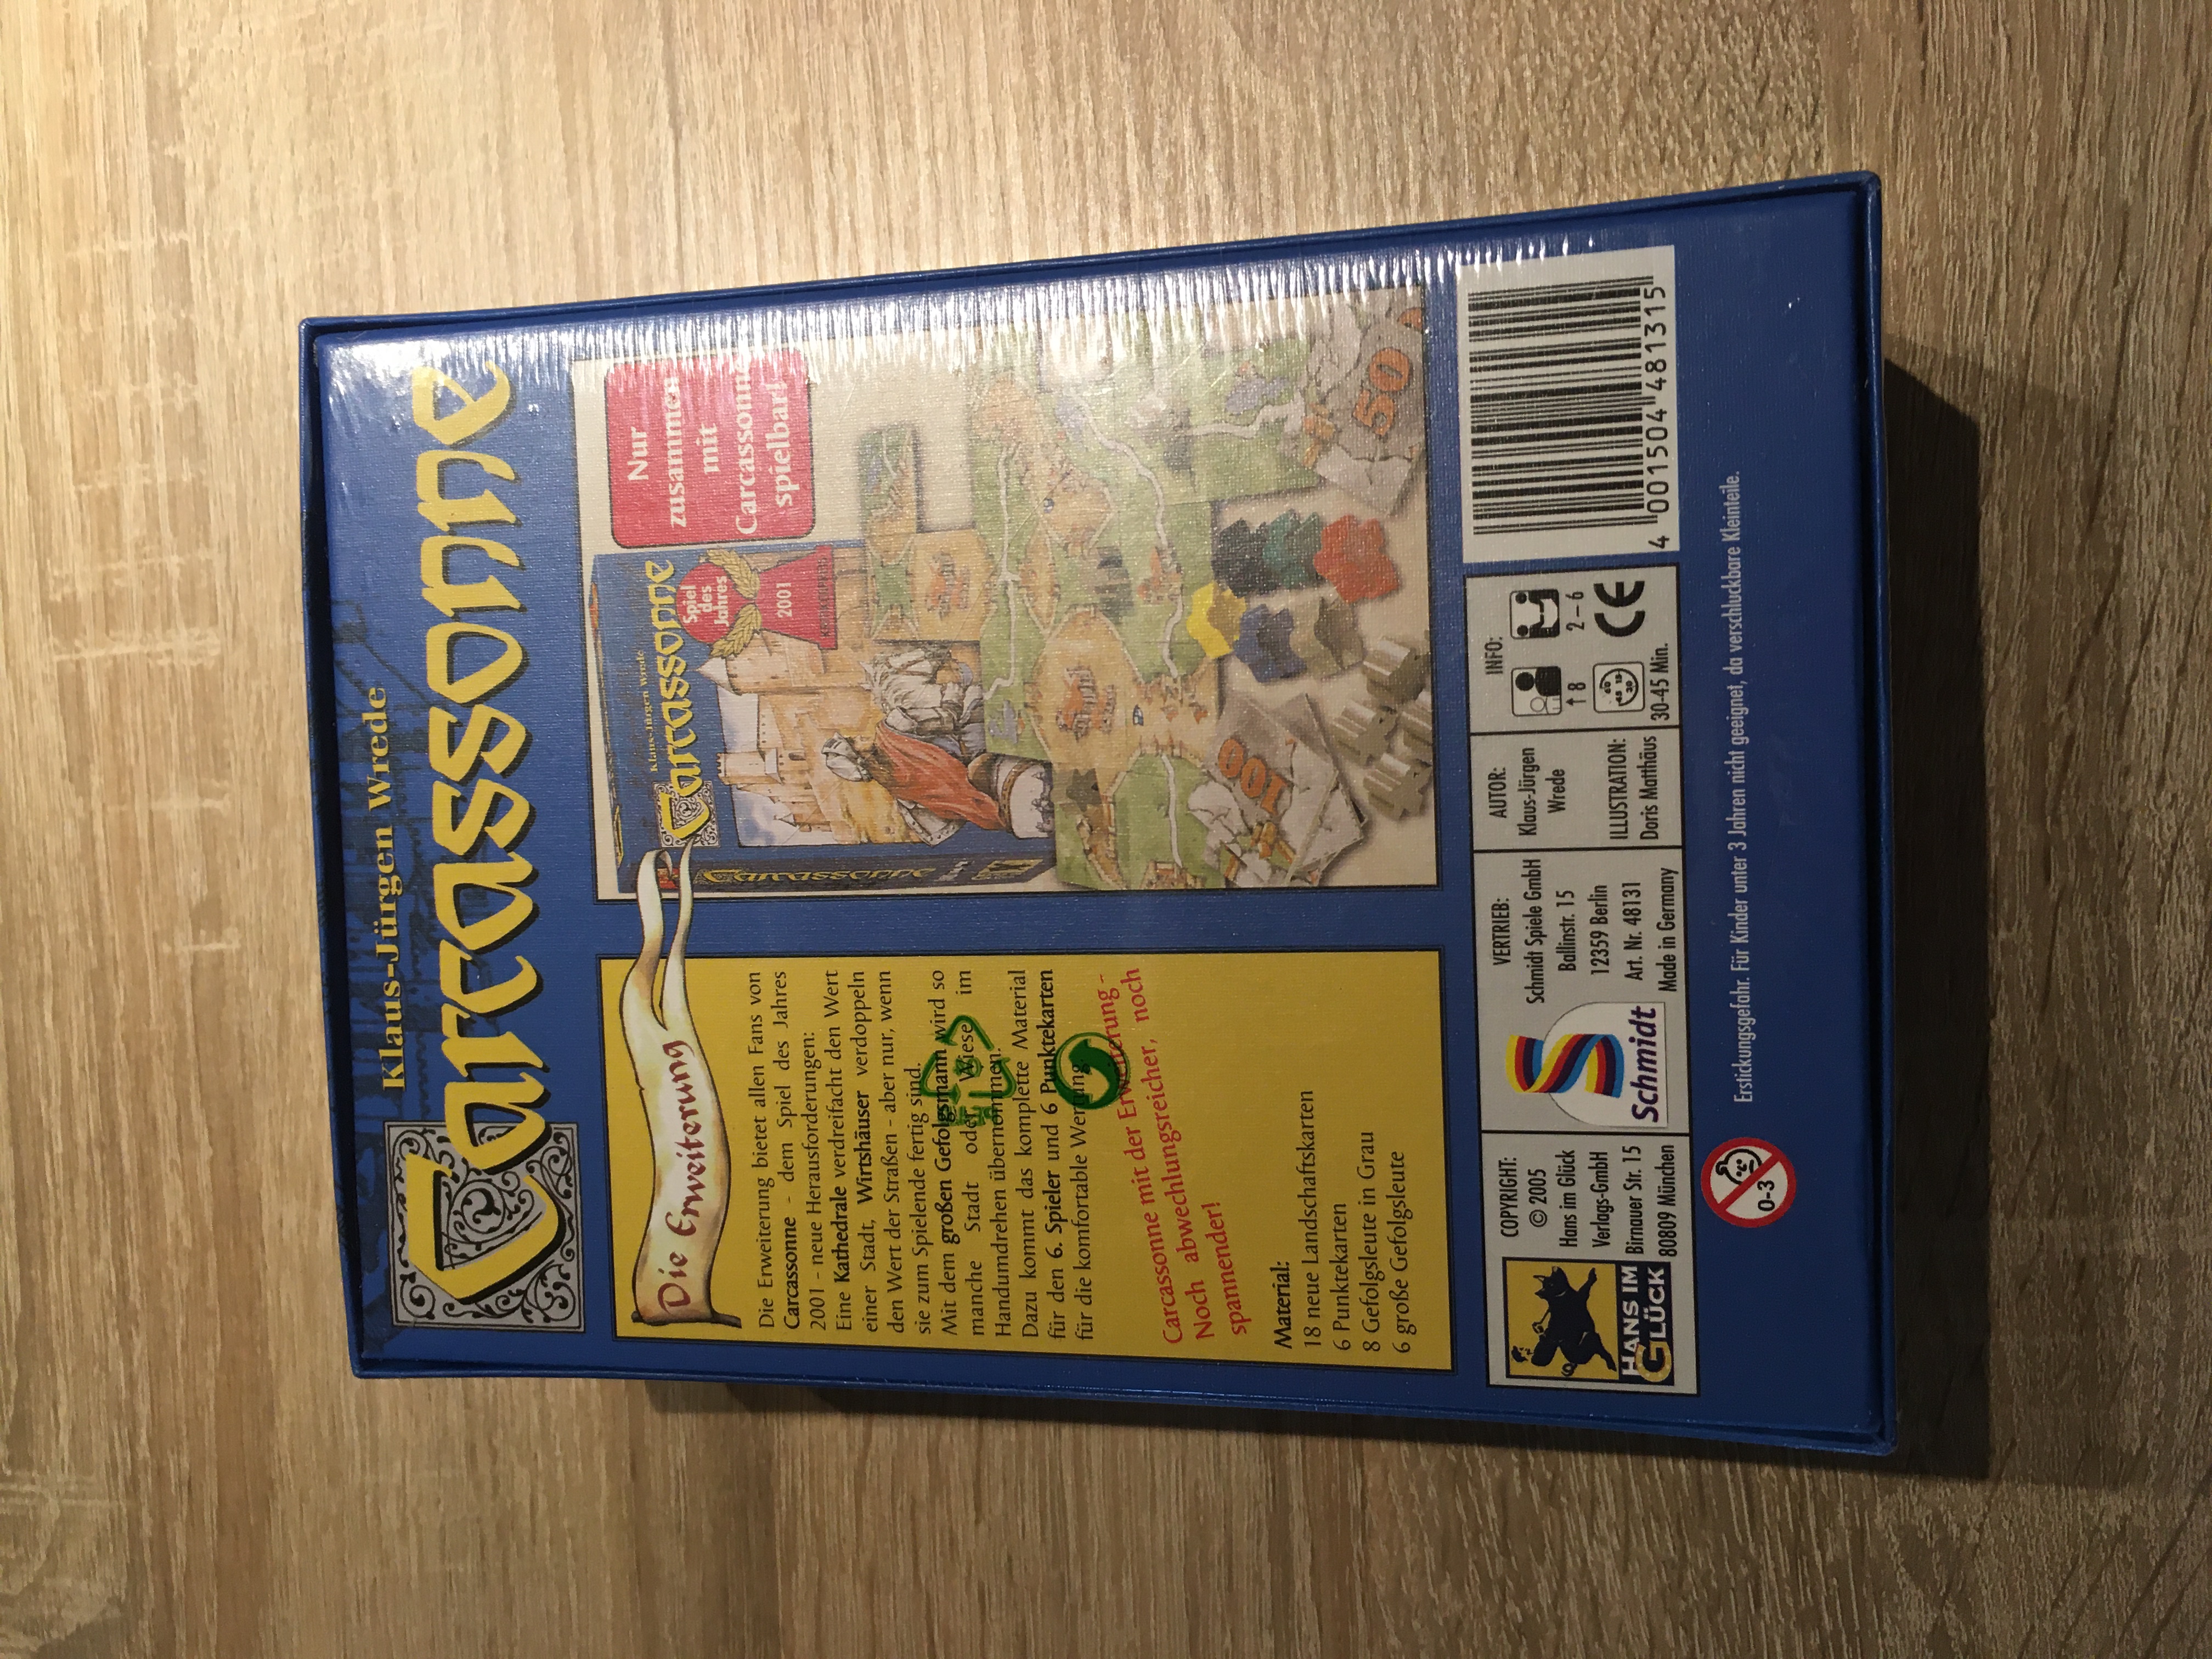 Klaus-Jürgen Wrede
Carcassonne
Die Erweiterung
Die Erweiterung bietet allen Fans von
Carcassonne - dem Spiel des Jahres
2001 - neue Herausforderungen:
Eine Kathedrale verdreifacht den Wert
einer Stadt, Wirtshäuser verdoppeln
den Wert der Straßen - aber nur, wenn
sie zum Spielende fertig sind.
Mit dem großen Gefolgsmann wird so
manche Stadt oder Wiese im
Handumdrehen übernommen.
Dazu kommt das komplette Material
für den 6. Spieler und 6 Punktekarten
für die komfortable Wertung.
Carcassonne mit der Erweiterung -
Noch abwechlungsreicher, noch
spannender!
Material:
18 neue Landschaftskarten
6 Punktekarten
8 Gefolgsleute in Grau
6 große Gefolgsleute
Klaus-Jürgen Wrede
Carcassonne
Spiel
des
Jahres
2001
Carcassonne
Nur
zusammen
mit
Carcassonne
spielbar!
100
50
HANS IM
GLÜCK
COPYRIGHT:
© 2005
Hans im Glück
Verlags-GmbH
Birnauer Str. 15
80809 München
Schmidt
VERTRIEB:
Schmidt Spiele GmbH
Ballinstr. 15
12359 Berlin
Art. Nr. 48131
Made in Germany
AUTOR:
Klaus-Jürgen
Wrede
ILLUSTRATION:
Doris Matthäus
INFO:
↑ 8
2–6
30-45 Min.
CE
4 001504 481315
0-3
Erstickungsgefahr. Für Kinder unter 3 Jahren nicht geeignet, da verschluckbare Kleinteile.